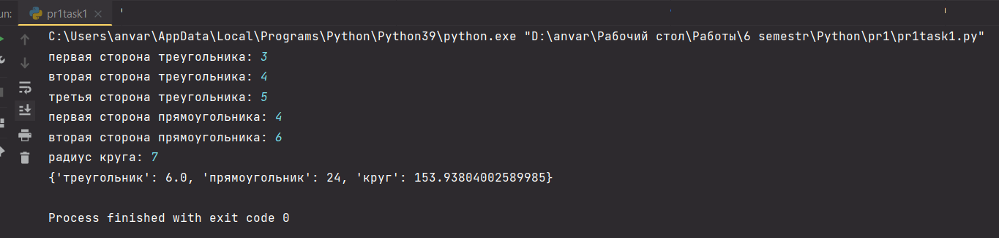 un: pr1task1
C:\Users\anvar\AppData\Local\Programs\Python\Python39\python.exe "D:\anvar\Рабочий стол\Работы\6 semestr\Python\pr1\pr1task1.py"
первая сторона треугольника: 3
вторая сторона треугольника: 4
третья сторона треугольника: 5
первая сторона прямоугольника: 4
вторая сторона прямоугольника: 6
радиус круга: 7
{'треугольник': 6.0, 'прямоугольник': 24, 'круг': 153.93804002589985}
Process finished with exit code 0